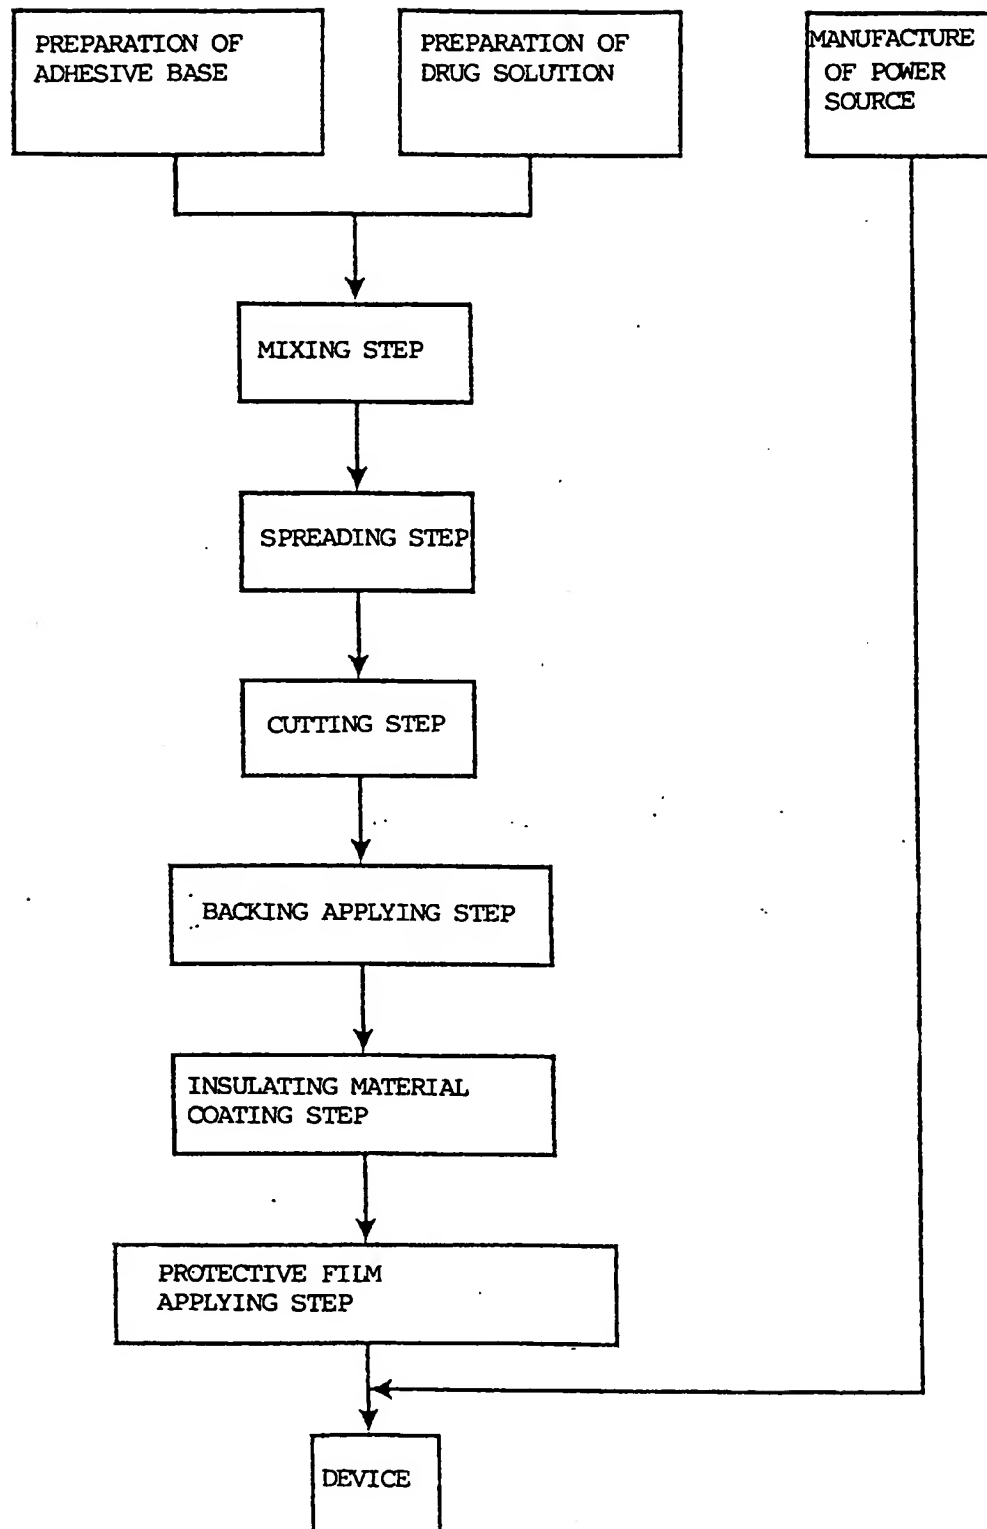 PREPARATION OF
ADHESIVE BASE
PREPARATION OF
DRUG SOLUTION
MANUFACTURE
OF POWER
SOURCE
MIXING STEP
SPREADING STEP
CUTTING STEP
BACKING APPLYING STEP
INSULATING MATERIAL
COATING STEP
PROTECTIVE FILM
APPLYING STEP
DEVICE